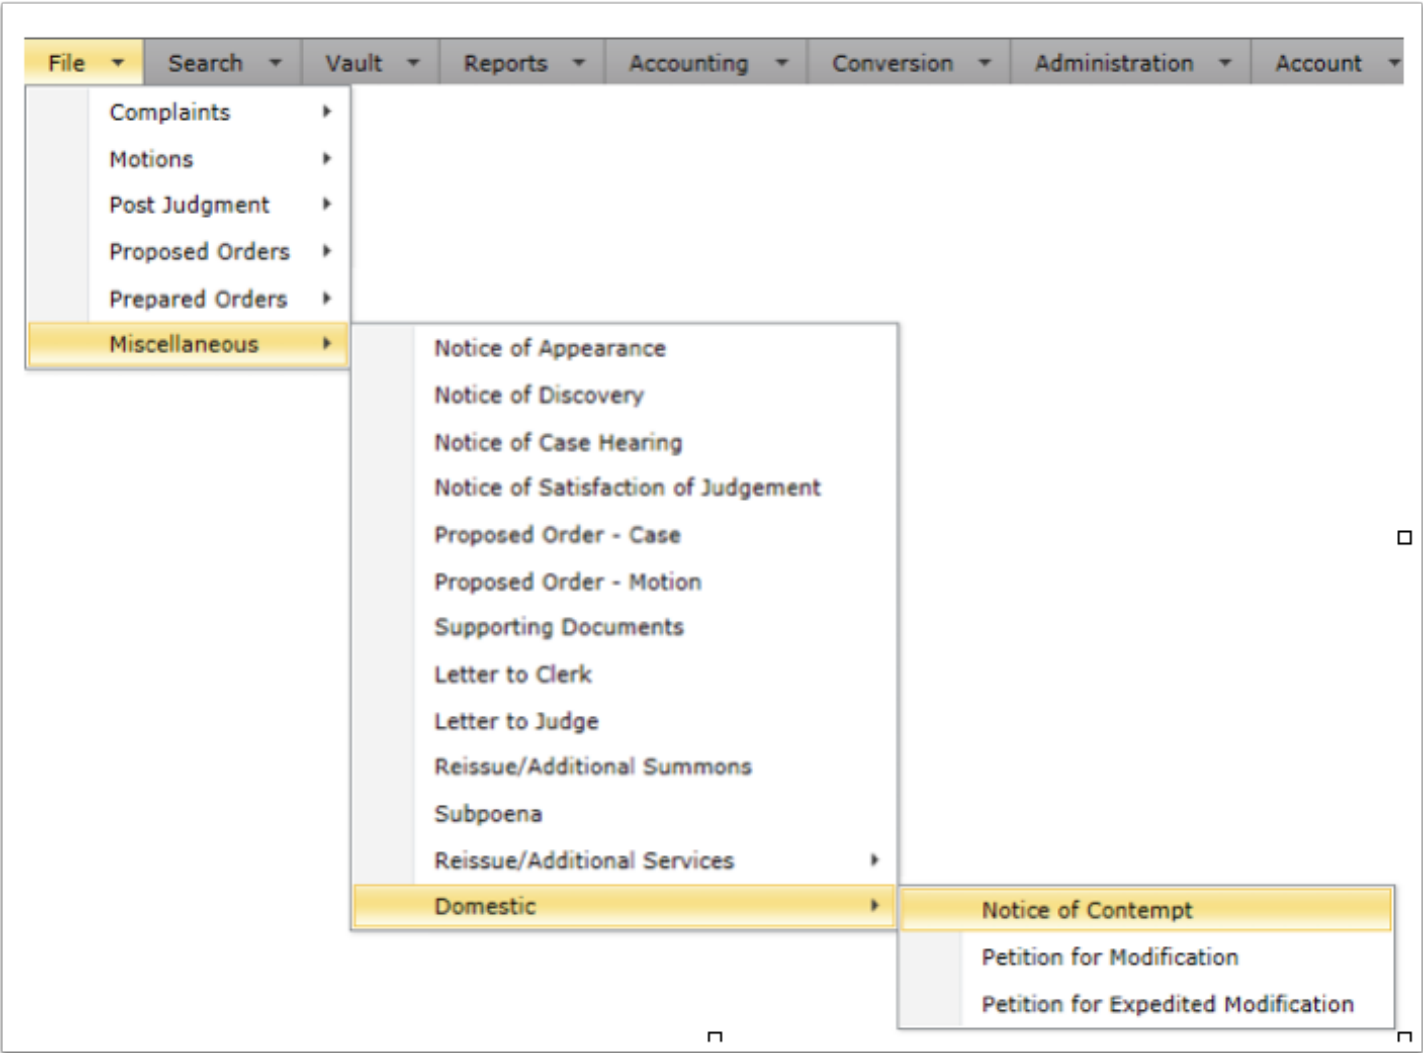 File Search Vault Reports Accounting Conversion Administration Account
Complaints
Motions
Post Judgment
Proposed Orders
Prepared Orders
Miscellaneous
Notice of Appearance
Notice of Discovery
Notice of Case Hearing
Notice of Satisfaction of Judgement
Proposed Order - Case
Proposed Order - Motion
Supporting Documents
Letter to Clerk
Letter to Judge
Reissue/Additional Summons
Subpoena
Reissue/Additional Services
Domestic
Notice of Contempt
Petition for Modification
Petition for Expedited Modification